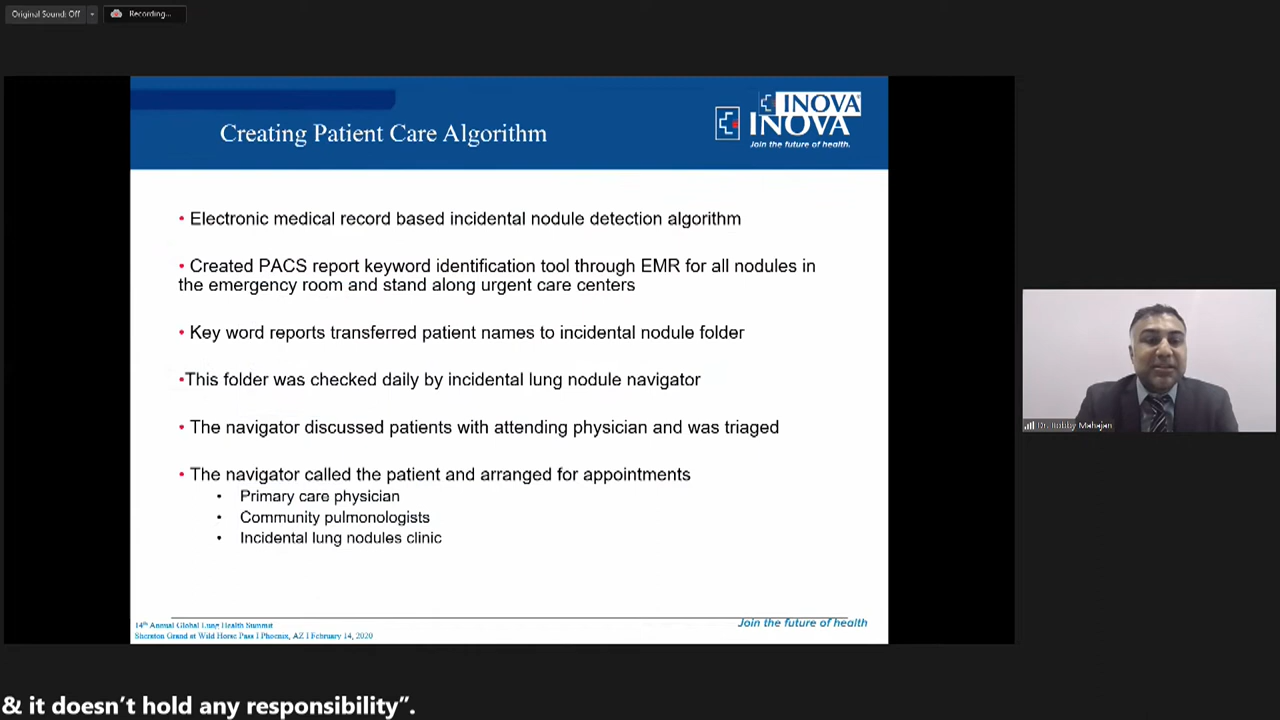 Original Sound: Off
Recording...
INOVA
INOVA
Join the future of health.
Creating Patient Care Algorithm
• Electronic medical record based incidental nodule detection algorithm
• Created PACS report keyword identification tool through EMR for all nodules in
the emergency room and stand along urgent care centers
• Key word reports transferred patient names to incidental nodule folder
•This folder was checked daily by incidental lung nodule navigator
• The navigator discussed patients with attending physician and was triaged
• The navigator called the patient and arranged for appointments
• Primary care physician
• Community pulmonologists
• Incidental lung nodules clinic
14th Annual Global Lung Health Summit
Sheraton Grand at Wild Horse Pass I Phoenix, AZ I February 14, 2020
Join the future of health
Dr. Bobby Mahajan
& it doesn’t hold any responsibility”.